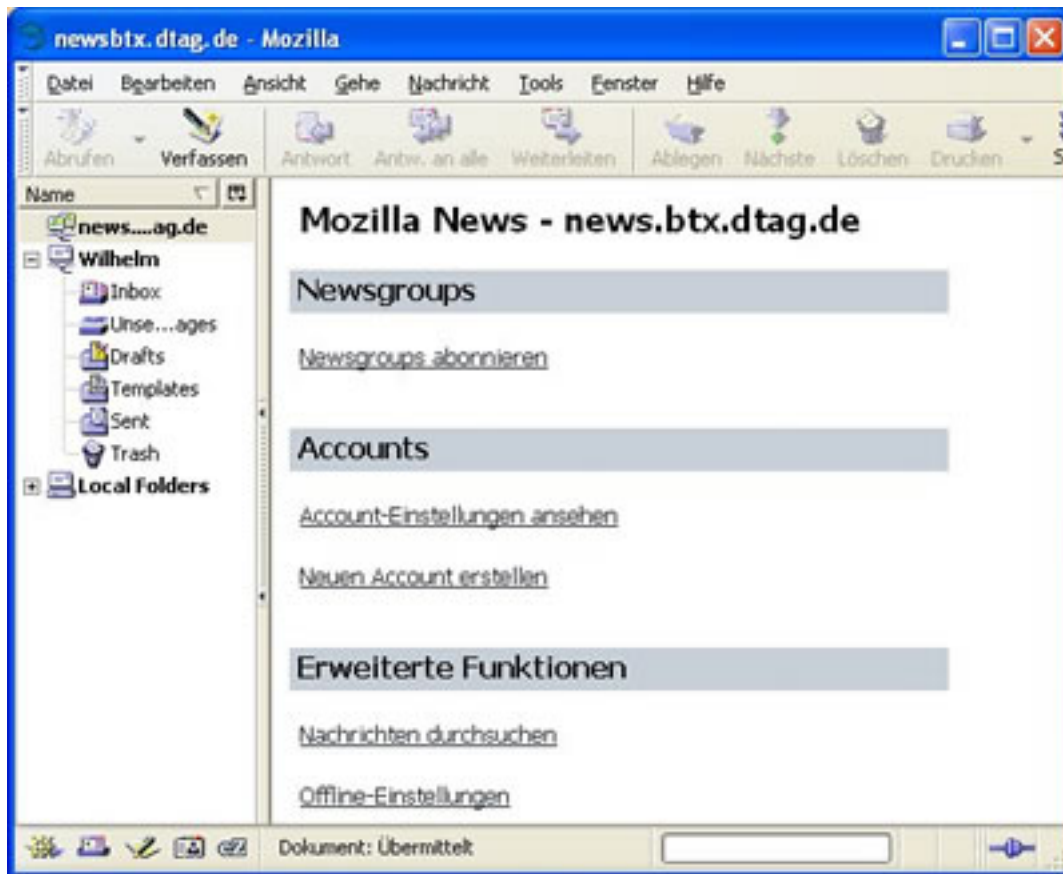 newsbtx.dtag.de - Mozilla
Datei Bearbeiten Ansicht Gehe Nachricht Tools Fenster Hilfe
Abrufen Verfassen Antwort Antw. an alle Weiterleiten Ablegen Nächste Löschen Drucken
Name
news....ag.de
Wilhelm
Inbox
Unse...ages
Drafts
Templates
Sent
Trash
Local Folders
Mozilla News - news.btx.dtag.de
Newsgroups
Newsgroups abonnieren
Accounts
Account-Einstellungen ansehen
Neuen Account erstellen
Erweiterte Funktionen
Nachrichten durchsuchen
Offline-Einstellungen
Dokument: Übermittelt